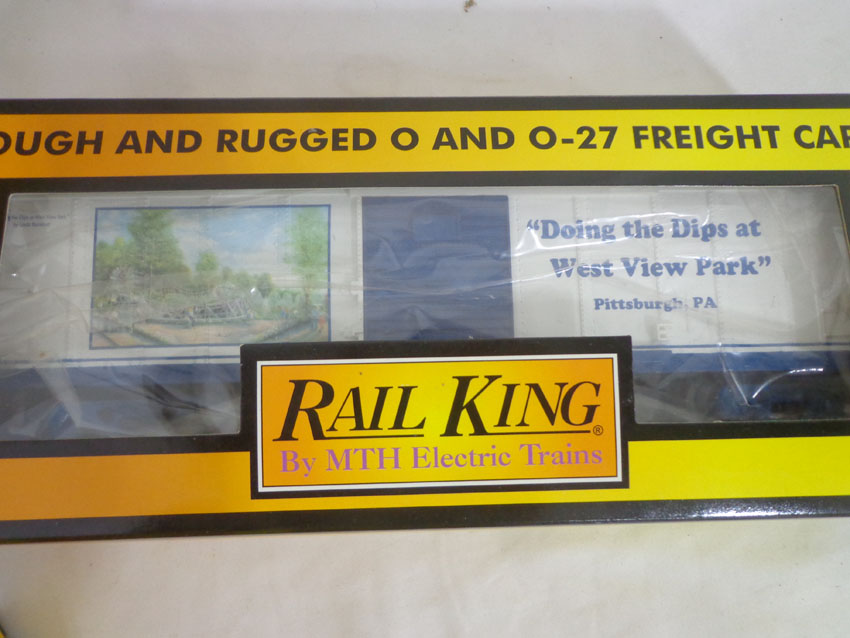 OUGH AND RUGGED O AND O-27 FREIGHT CAR
"Doing the Dips at
West View Park"
Pittsburgh, PA
RAIL KING®
By MTH Electric Trains